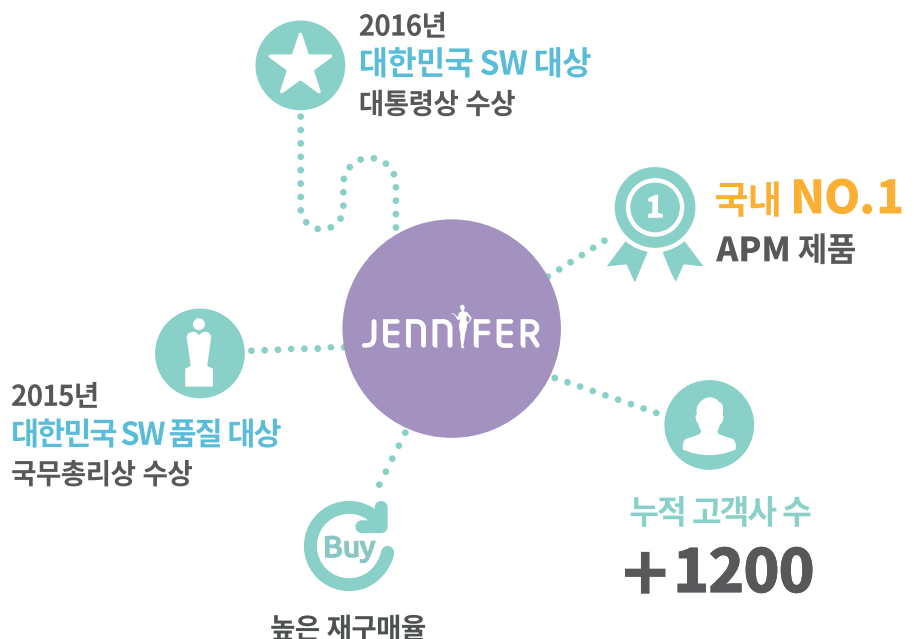 2016년
대한민국 SW 대상
대통령상 수상
1
국내 NO.1
APM 제품
JENNIFER
2015년
대한민국 SW 품질 대상
국무총리상 수상
Buy
높은 재구매율
누적 고객사 수
+1200